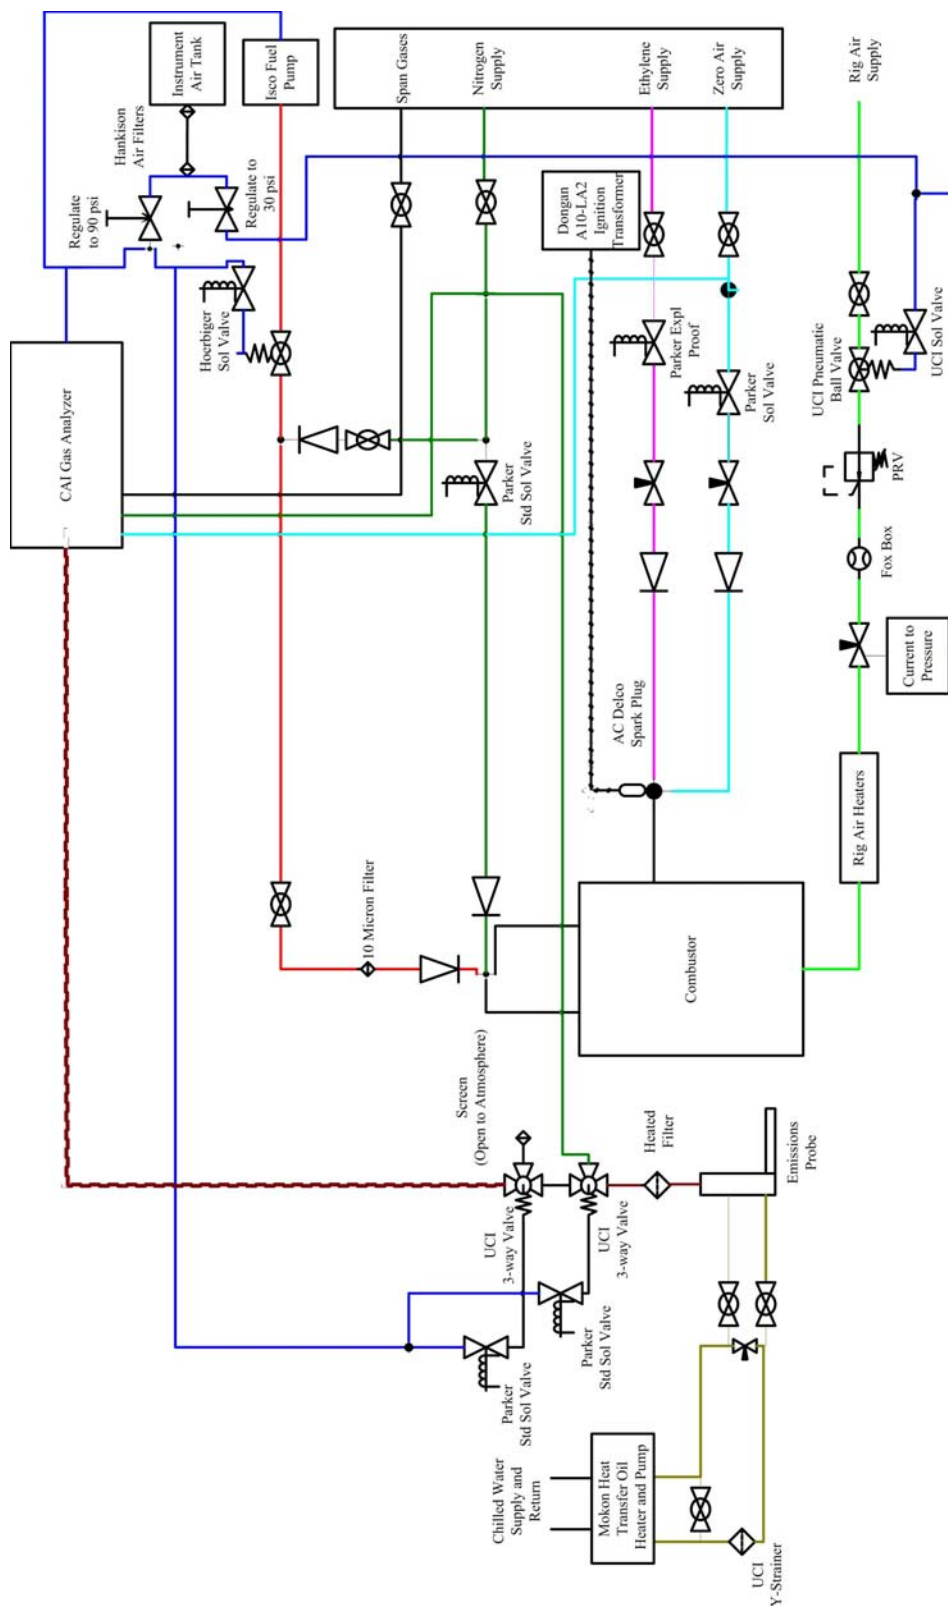 Instrument
Air Tank
Isco Fuel
Pump
Span Gases
Nitrogen
Supply
Ethylene
Supply
Zero Air
Supply
Rig Air
Supply
Hankison
Air Filters
Regulate
to 90 psi
Regulate to
30 psi
Dongan
A10-LA2
Ignition
Transformer
Hoerbiger
Sol Valve
CAI Gas Analyzer
Parker Expl
Proof
Parker
Sol Valve
UCI Pneumatic
Ball Valve
UCI Sol Valve
Parker
Std Sol Valve
PRV
Fox Box
Current to
Pressure
AC Delco
Spark Plug
Rig Air Heaters
10 Micron Filter
Combustor
Screen
(Open to Atmosphere)
Heated
Filter
Emissions
Probe
UCI
3-way Valve
UCI
3-way Valve
Parker
Std Sol Valve
Parker
Std Sol Valve
Chilled Water
Supply and
Return
Mokon Heat
Transfer Oil
Heater and Pump
UCI
Y-Strainer